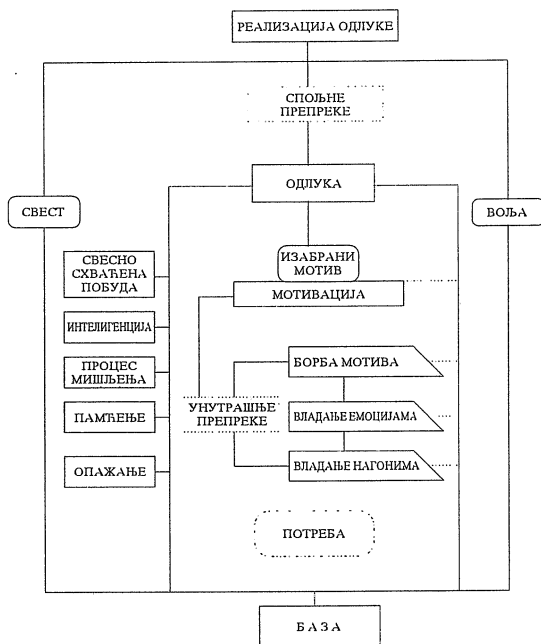 РЕАЛИЗАЦИЈА ОДЛУКЕ
СПОЉНЕ
ПРЕПРЕКЕ
ОДЛУКА
СВЕСТ
ВОЉА
ИЗАБРАНИ
МОТИВ
СВЕСНО
СХВАЋЕНА
ПОБУДА
МОТИВАЦИЈА
ИНТЕЛИГЕНЦИЈА
ПРОЦЕС
МИШЉЕЊА
БОРБА МОТИВА
ПАМЋЕЊЕ
УНУТРАШЊЕ
ПРЕПРЕКЕ
ВЛАДАЊЕ ЕМОЦИЈАМА
ОПАЖАЊЕ
ВЛАДАЊЕ НАГОНИМА
ПОТРЕБА
БАЗА